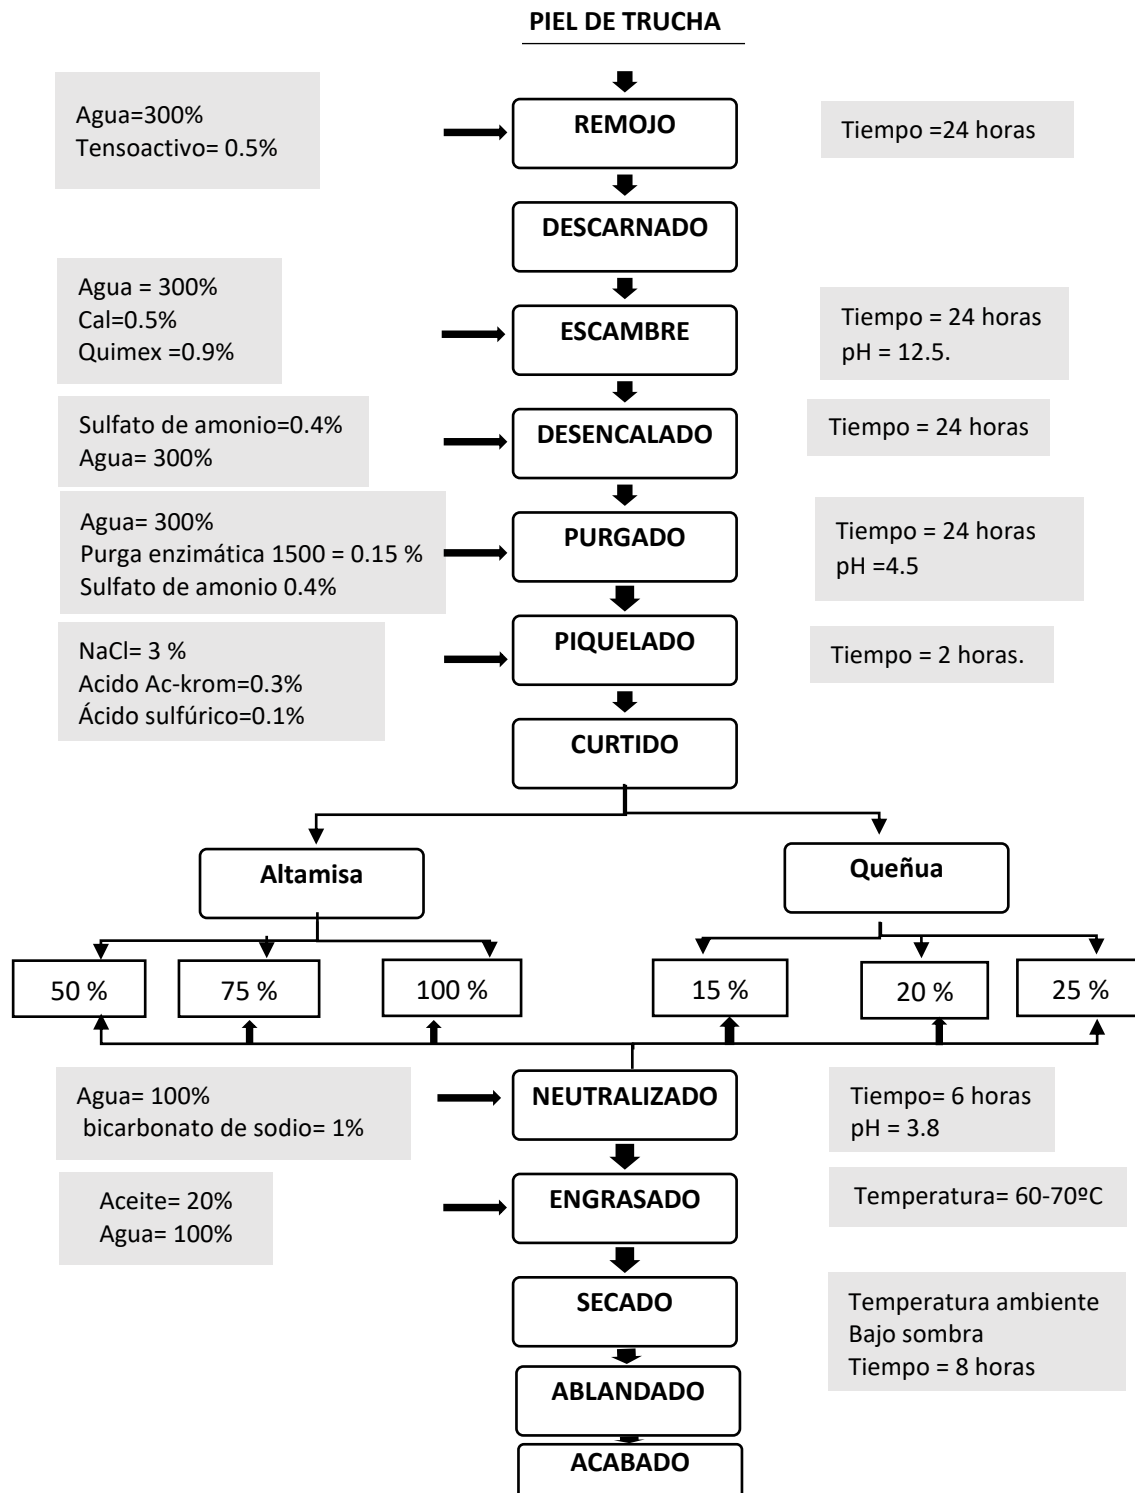 PIEL DE TRUCHA
Agua=300%
Tensoactivo= 0.5%
REMOJO
Tiempo =24 horas
DESCARNADO
Agua = 300%
Cal=0.5%
Quimex =0.9%
ESCAMBRE
Tiempo = 24 horas
pH = 12.5.
Sulfato de amonio=0.4%
Agua= 300%
DESENCALADO
Tiempo = 24 horas
Agua= 300%
Purga enzimática 1500 = 0.15 %
Sulfato de amonio 0.4%
PURGADO
Tiempo = 24 horas
pH =4.5
NaCl= 3 %
Acido Ac-krom=0.3%
Ácido sulfúrico=0.1%
PIQUELADO
Tiempo = 2 horas.
CURTIDO
Altamisa
Queñua
50 %
75 %
100 %
15 %
20 %
25 %
Agua= 100%
bicarbonato de sodio= 1%
NEUTRALIZADO
Tiempo= 6 horas
pH = 3.8
Aceite= 20%
Agua= 100%
ENGRASADO
Temperatura= 60-70ºC
SECADO
Temperatura ambiente
Bajo sombra
Tiempo = 8 horas
ABLANDADO
ACABADO